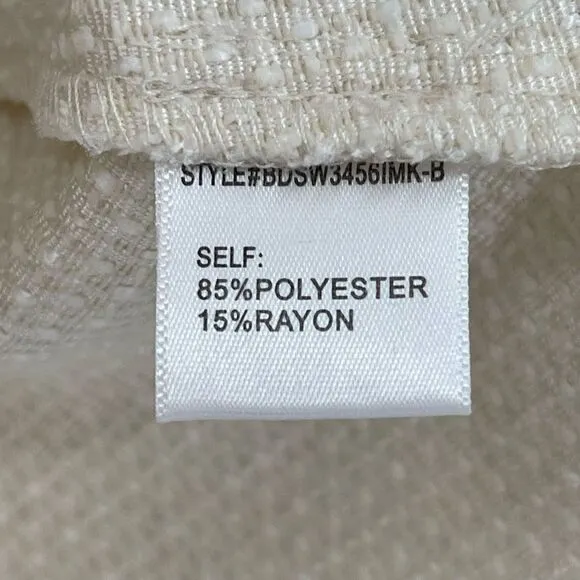 STYLE#BDSW3456IMK-B
SELF:
85%POLYESTER
15%RAYON